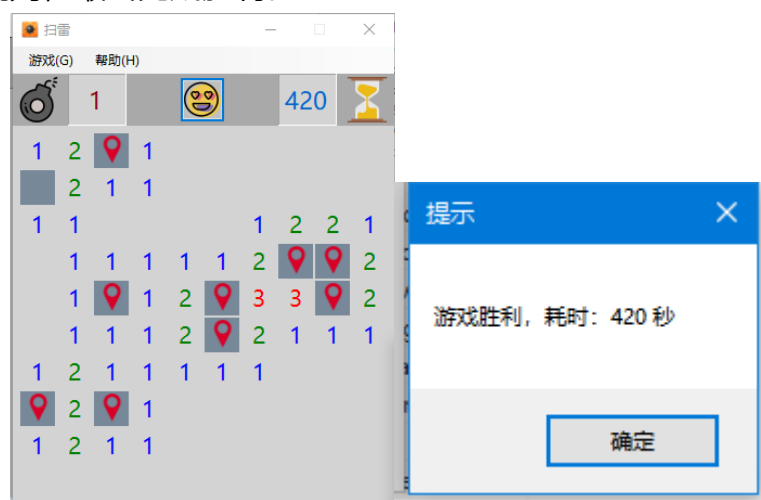 扫雷
游戏(G) 帮助(H)
1 420
1 2 1
2 1 1
1 1 1 2 2 1
1 1 1 1 1 2 2
1 1 2 3 3 2
1 1 1 2 2 1 1 1
1 2 1 1 1 1 1
2 1
1 2 1 1
提示
游戏胜利，耗时：420 秒
确定